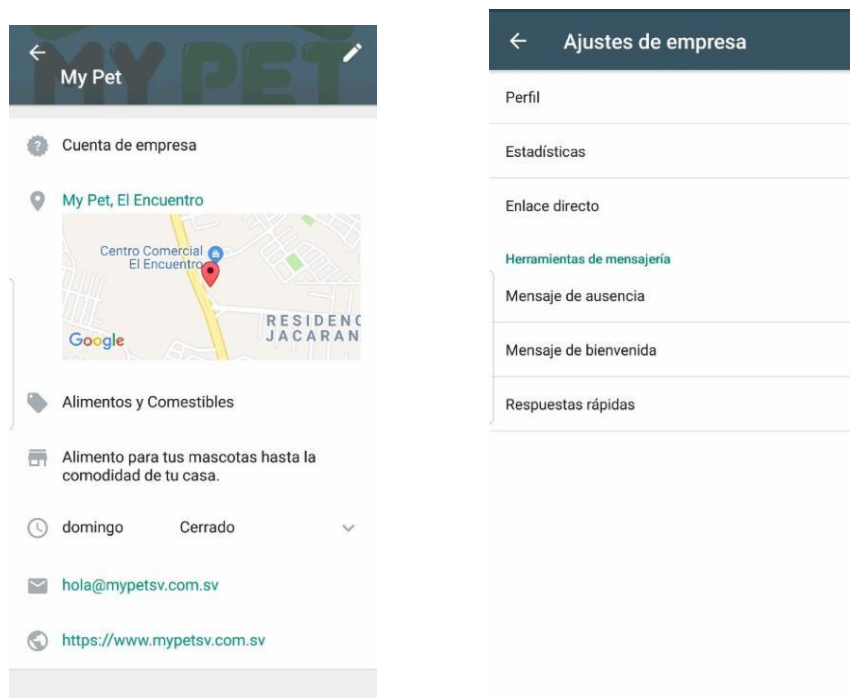 MY PET
My Pet
Cuenta de empresa
My Pet, El Encuentro
Centro Comercial
El Encuentro
RESIDENC
JACARAN
Google
Alimentos y Comestibles
Alimento para tus mascotas hasta la
comodidad de tu casa.
domingo Cerrado
hola@mypetsv.com.sv
https://www.mypetsv.com.sv
Ajustes de empresa
Perfil
Estadísticas
Enlace directo
Herramientas de mensajería
Mensaje de ausencia
Mensaje de bienvenida
Respuestas rápidas